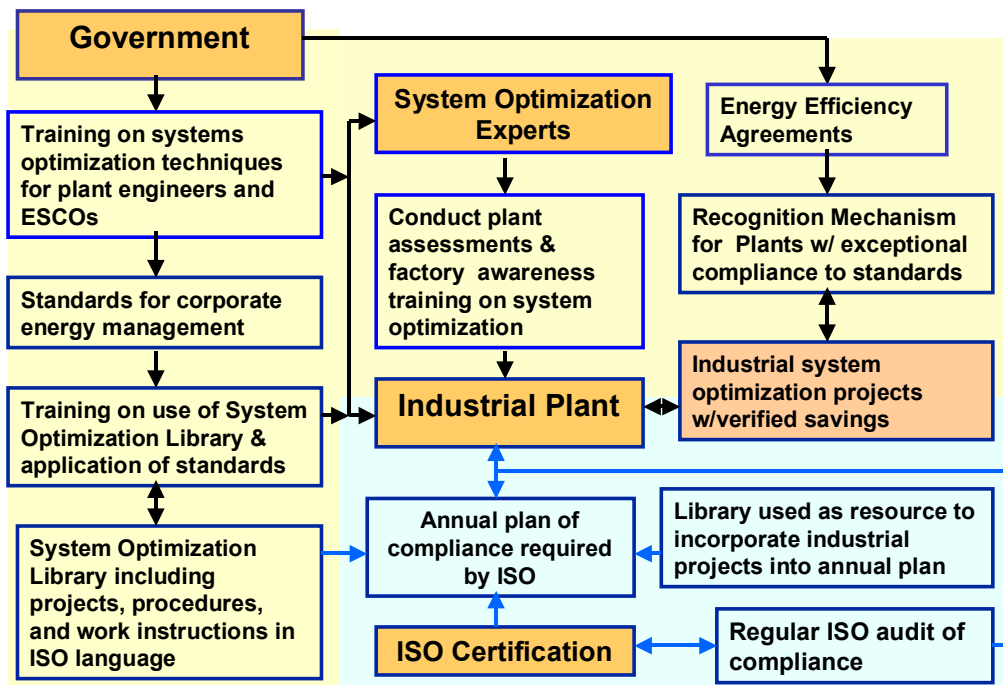 Government
Training on systems
optimization techniques
for plant engineers and
ESCOs
Standards for corporate
energy management
Training on use of System
Optimization Library &
application of standards
System Optimization
Library including
projects, procedures,
and work instructions in
ISO language
System Optimization
Experts
Conduct plant
assessments &
factory awareness
training on system
optimization
Industrial Plant
Annual plan of
compliance required
by ISO
ISO Certification
Energy Efficiency
Agreements
Recognition Mechanism
for Plants w/ exceptional
compliance to standards
Industrial system
optimization projects
w/verified savings
Library used as resource to
incorporate industrial
projects into annual plan
Regular ISO audit of
compliance